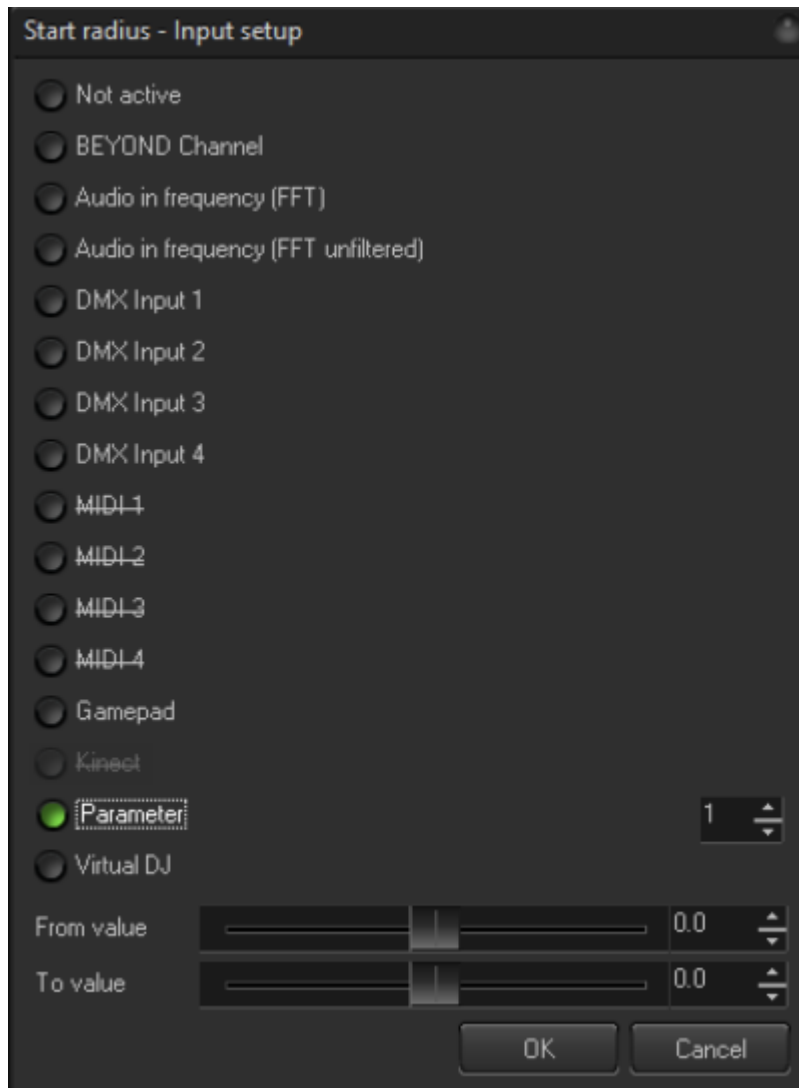 Start radius - Input setup
Not active
BEYOND Channel
Audio in frequency (FFT)
Audio in frequency (FFT unfiltered)
DMX Input 1
DMX Input 2
DMX Input 3
DMX Input 4
MIDI 1
MIDI 2
MIDI 3
MIDI 4
Gamepad
Kinect
Parameter 1
Virtual DJ
From value 0.0
To value 0.0
OK Cancel